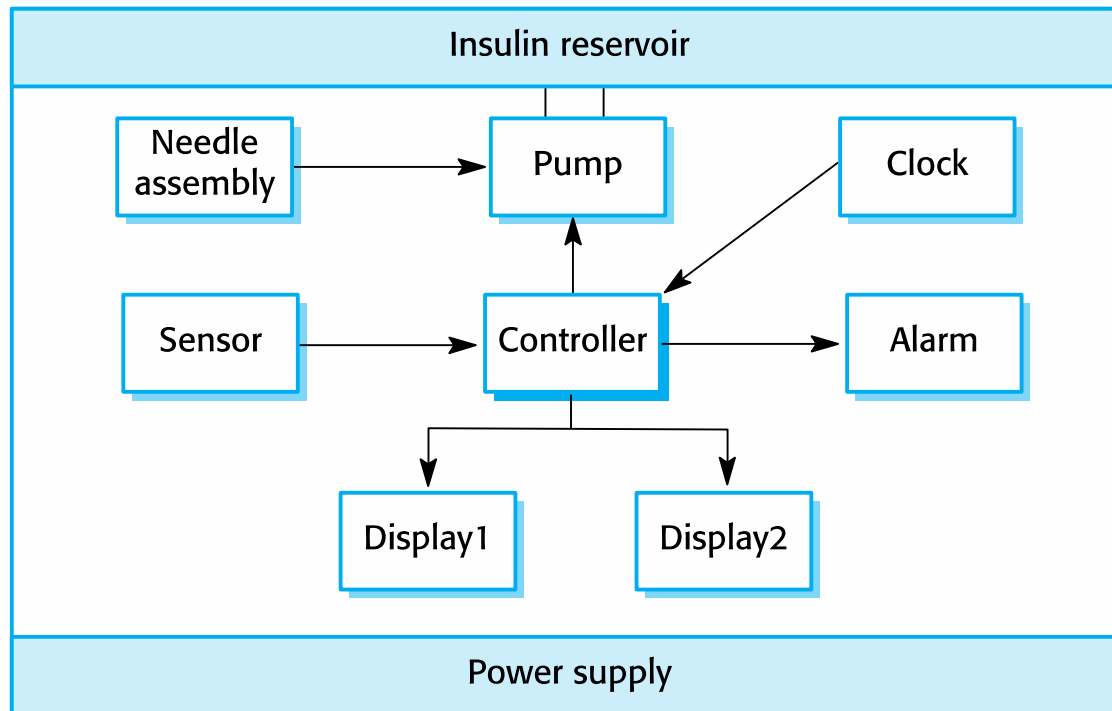 Insulin reservoir
Needle
assembly
Pump
Clock
Sensor
Controller
Alarm
Display1
Display2
Power supply